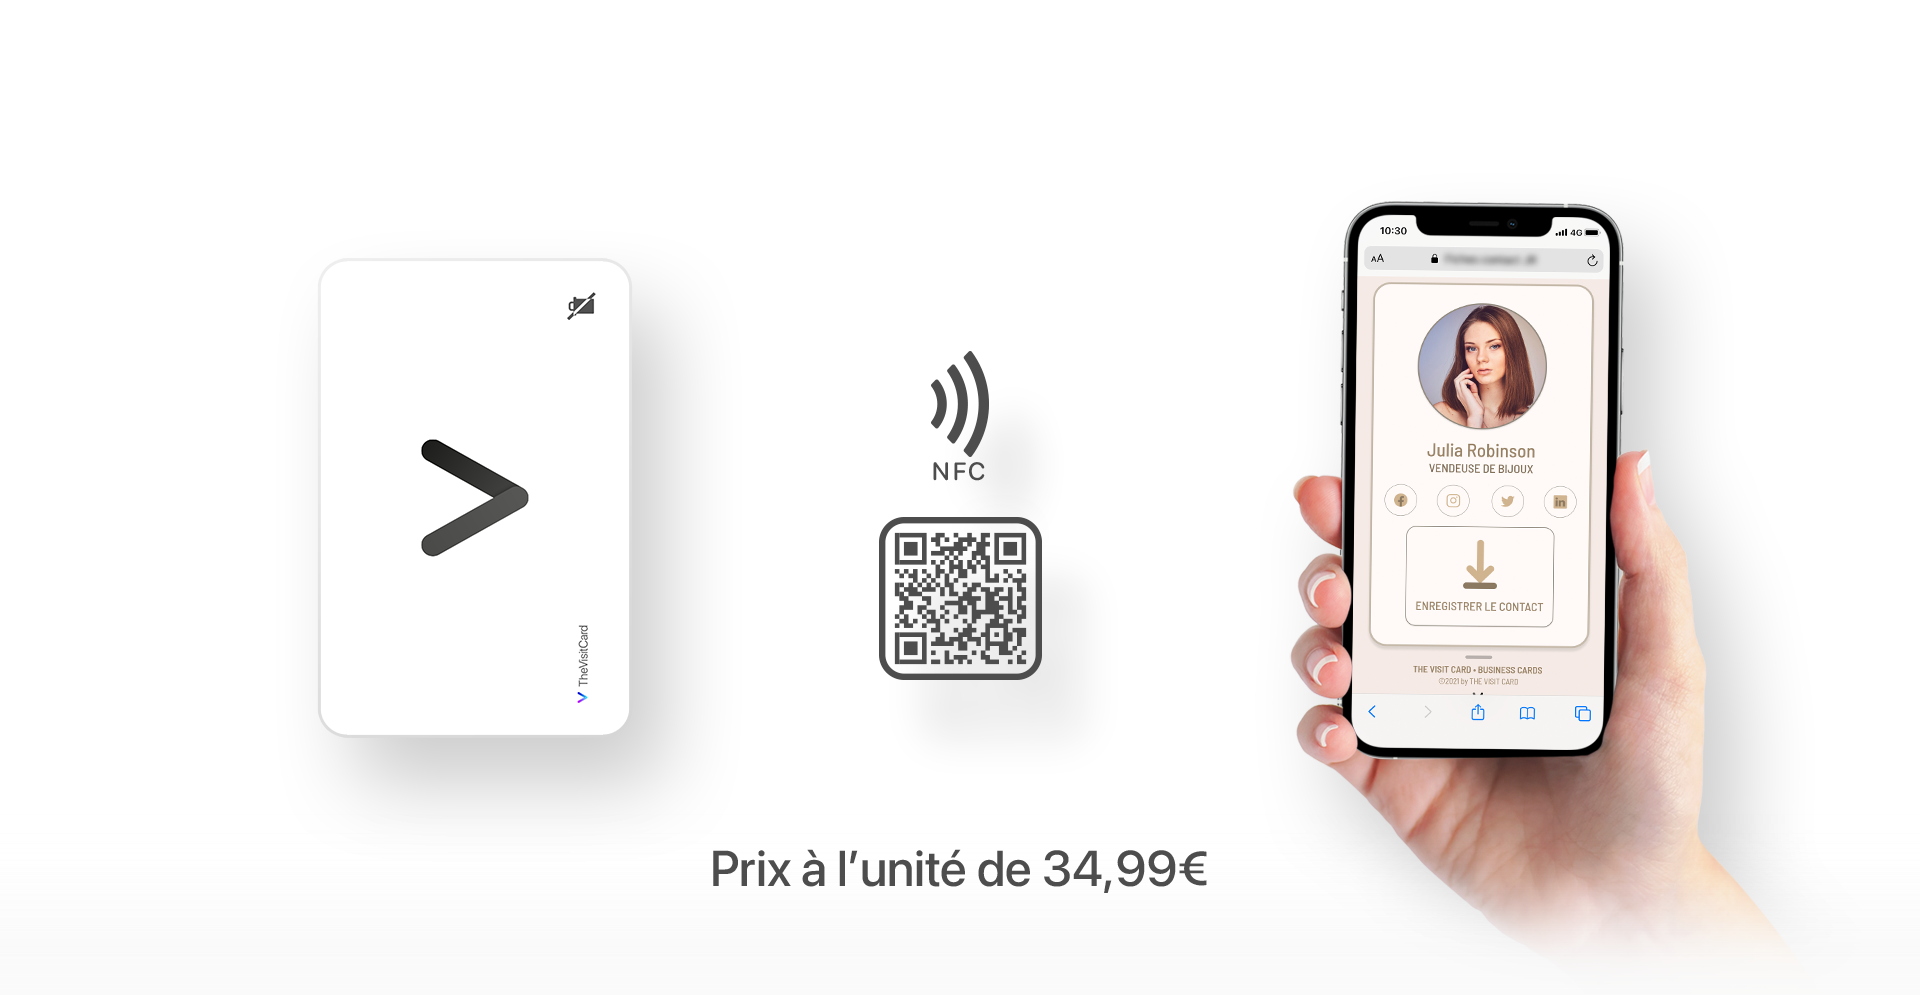 TheVisitCard
NFC
10:30
4G
AA
Julia Robinson
VENDEUSE DE BIJOUX
ENREGISTRER LE CONTACT
THE VISIT CARD • BUSINESS CARDS
©2021 by THE VISIT CARD
Prix à l’unité de 34,99€